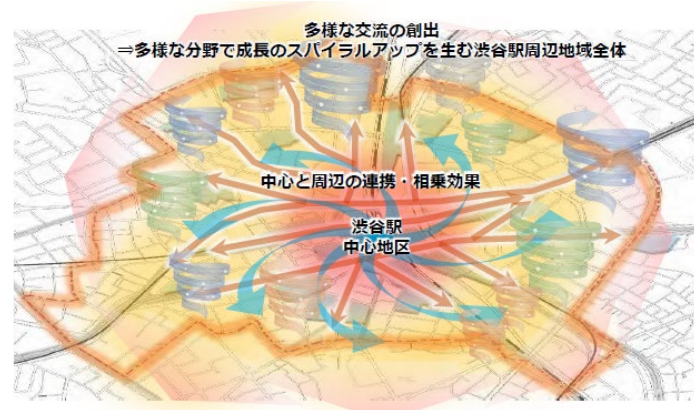 多様な交流の創出
⇒多様な分野で成長のスパイラルアップを生む渋谷駅周辺地域全体
中心と周辺の連携・相乗効果
渋谷駅
中心地区